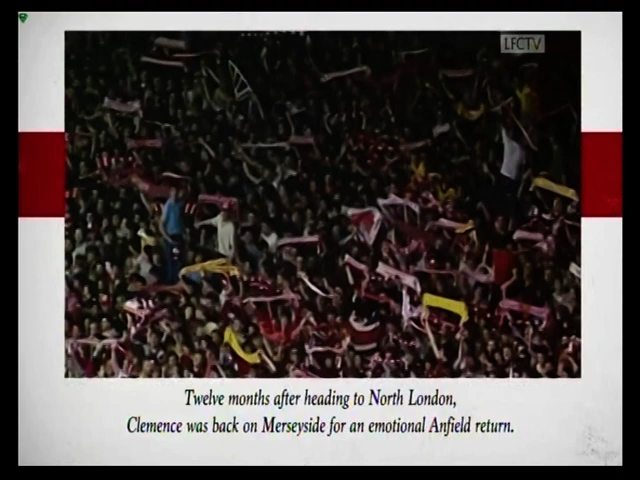 LFCTV
Twelve months after heading to North London,
Clemence was back on Merseyside for an emotional Anfield return.